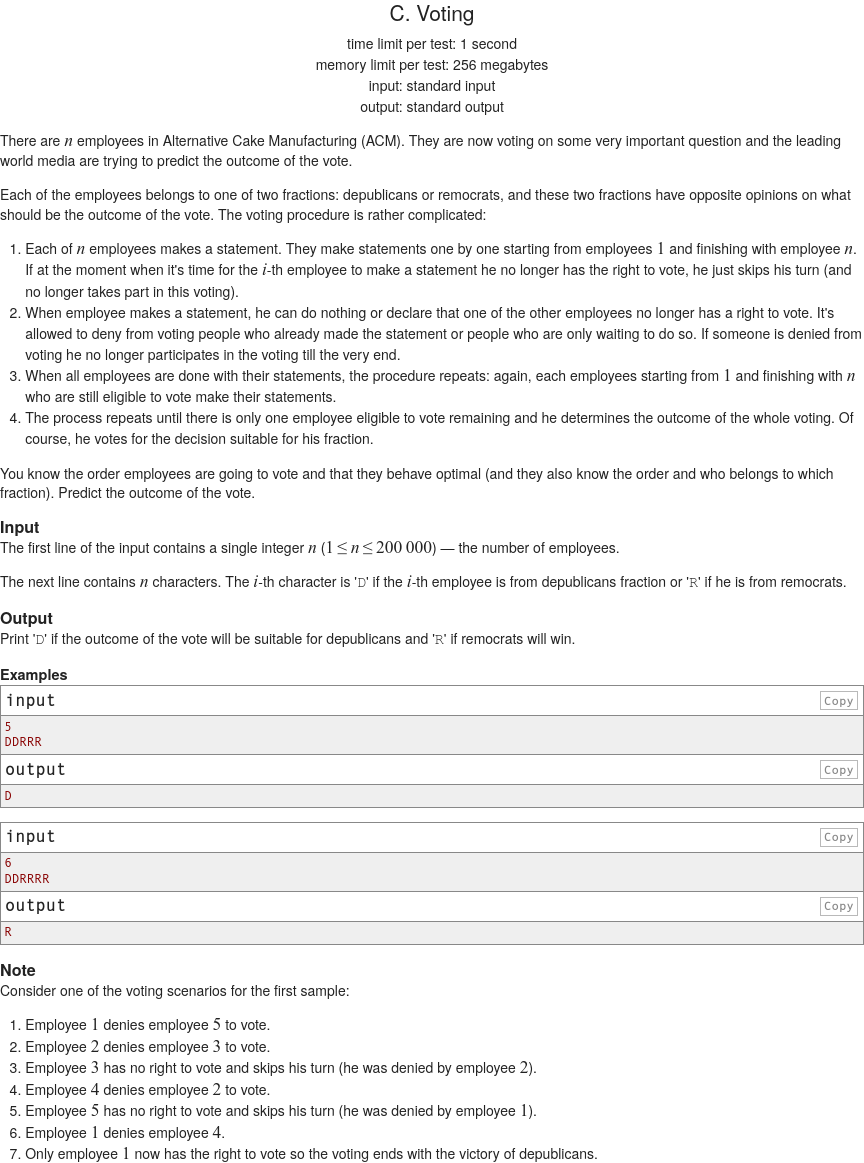 C. Voting
time limit per test: 1 second
memory limit per test: 256 megabytes
input: standard input
output: standard output
There are n employees in Alternative Cake Manufacturing (ACM). They are now voting on some very important question and the leading
world media are trying to predict the outcome of the vote.
Each of the employees belongs to one of two fractions: depublicans or remocrats, and these two fractions have opposite opinions on what
should be the outcome of the vote. The voting procedure is rather complicated:
1. Each of n employees makes a statement. They make statements one by one starting from employees 1 and finishing with employee n.
If at the moment when it's time for the i-th employee to make a statement he no longer has the right to vote, he just skips his turn (and
no longer takes part in this voting).
2. When employee makes a statement, he can do nothing or declare that one of the other employees no longer has a right to vote. It's
allowed to deny from voting people who already made the statement or people who are only waiting to do so. If someone is denied from
voting he no longer participates in the voting till the very end.
3. When all employees are done with their statements, the procedure repeats: again, each employees starting from 1 and finishing with n
who are still eligible to vote make their statements.
4. The process repeats until there is only one employee eligible to vote remaining and he determines the outcome of the whole voting. Of
course, he votes for the decision suitable for his fraction.
You know the order employees are going to vote and that they behave optimal (and they also know the order and who belongs to which
fraction). Predict the outcome of the vote.
Input
The first line of the input contains a single integer n (1 ≤ n ≤ 200 000) — the number of employees.
The next line contains n characters. The i-th character is 'D' if the i-th employee is from depublicans fraction or 'R' if he is from remocrats.
Output
Print 'D' if the outcome of the vote will be suitable for depublicans and 'R' if remocrats will win.
Examples
input Copy
5
DDRRR
output Copy
D
input Copy
6
DDRRRR
output Copy
R
Note
Consider one of the voting scenarios for the first sample:
1. Employee 1 denies employee 5 to vote.
2. Employee 2 denies employee 3 to vote.
3. Employee 3 has no right to vote and skips his turn (he was denied by employee 2).
4. Employee 4 denies employee 2 to vote.
5. Employee 5 has no right to vote and skips his turn (he was denied by employee 1).
6. Employee 1 denies employee 4.
7. Only employee 1 now has the right to vote so the voting ends with the victory of depublicans.